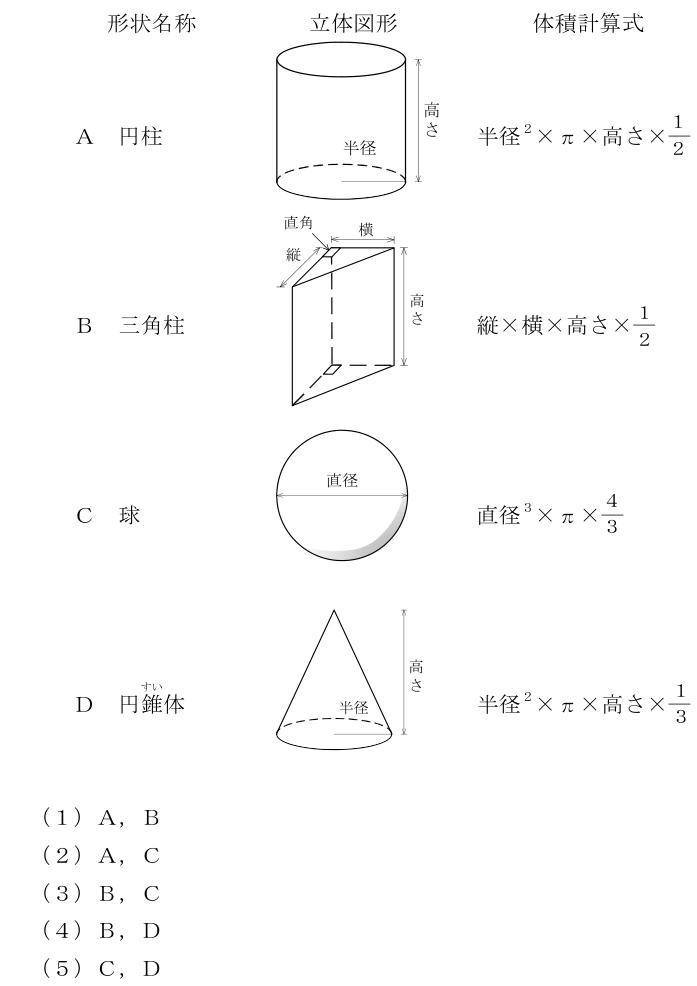 形状名称 立体図形 体積計算式
A 円柱
高さ
半径
半径²×π×高さ×1/2
直角
横
縦
高さ
B 三角柱
縦×横×高さ×1/2
直径
C 球
直径³×π×4/3
高さ
すい
D 円錐体
半径
半径²×π×高さ×1/3
(1) A, B
(2) A, C
(3) B, C
(4) B, D
(5) C, D